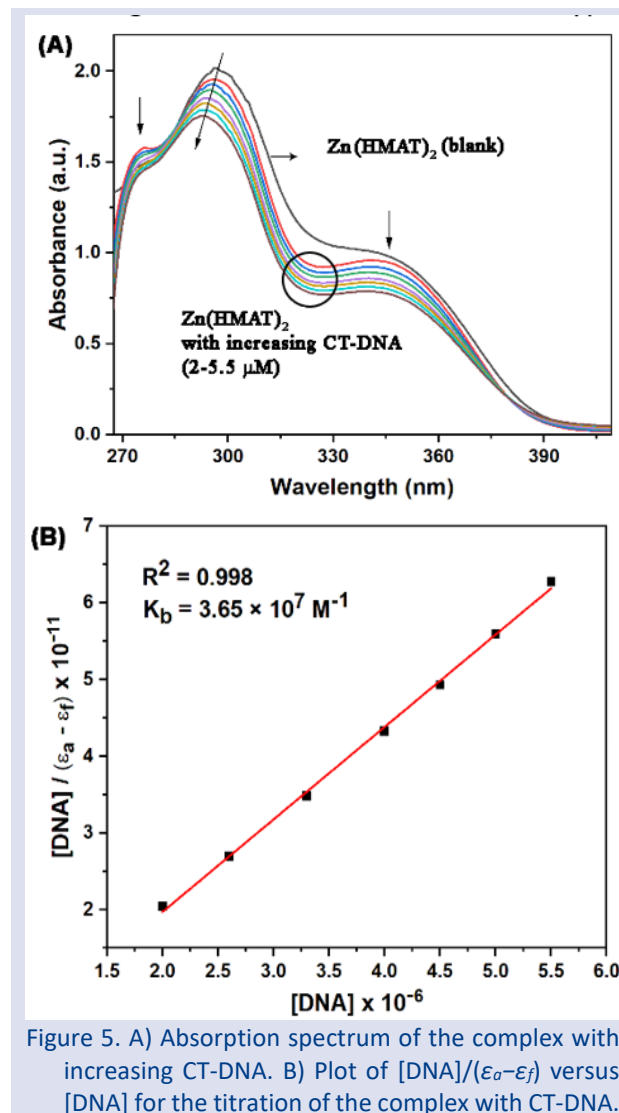 (A)
2.0
1.5
1.0
0.5
0.0
Absorbance (a.u.)
Zn(HMAT)₂ (blank)
Zn(HMAT)₂
with increasing CT-DNA
(2-5.5 µM)
270 300 330 360 390
Wavelength (nm)
(B)
7
6
5
4
3
2
[DNA] / (εₐ - ε_f) x 10⁻¹¹
R² = 0.998
K_b = 3.65 × 10⁷ M⁻¹
1.5 2.0 2.5 3.0 3.5 4.0 4.5 5.0 5.5 6.0
[DNA] x 10⁻⁶
Figure 5. A) Absorption spectrum of the complex with
increasing CT-DNA. B) Plot of [DNA]/(εₐ–ε_f) versus
[DNA] for the titration of the complex with CT-DNA.